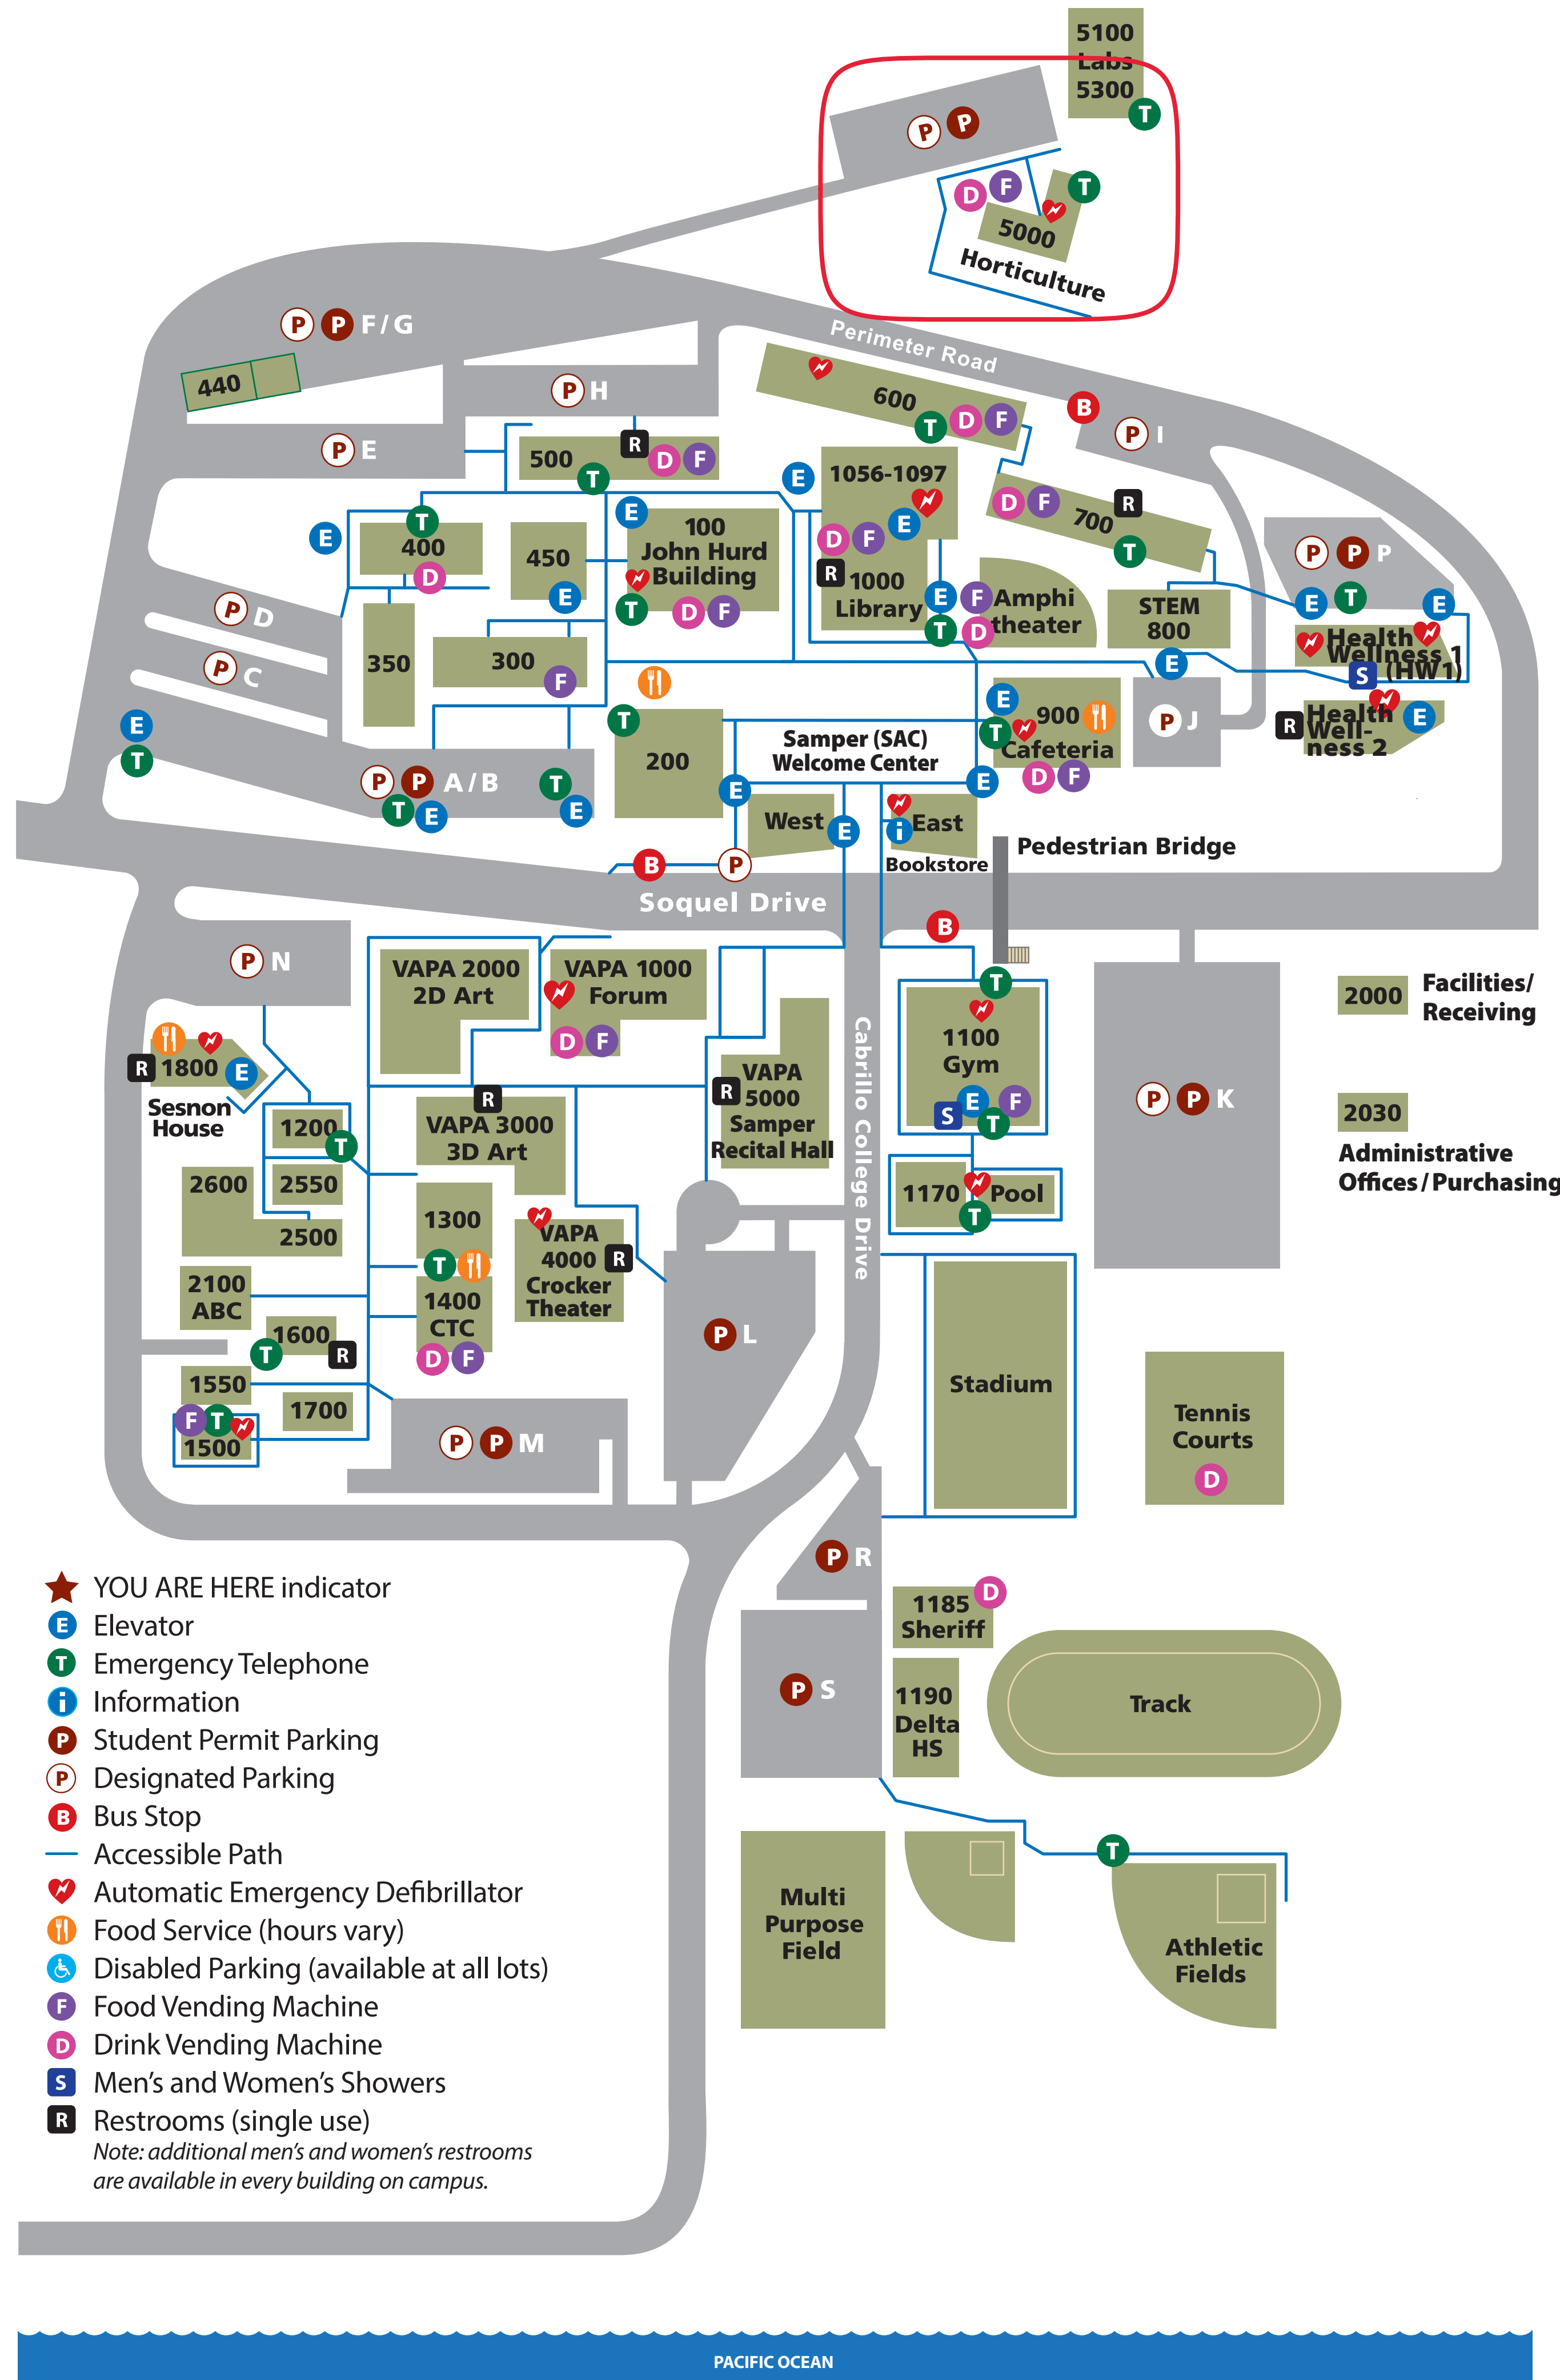 5100
Labs
5300
T
P P
D F T
5000
Horticulture
P P F/G
Perimeter Road
440
P H
600
T D F
B
P I
P E
R
500 D F
T
E
1056-1097
D F E
R 1000
Library
D F 700 R
T
P P P
E T E
E
T
400
D
450
E
E 100
John Hurd
Building
T D F
E F Amphi
T D theater
STEM
800
E
Health
Wellness 1
S (HW1)
R Health E
Well-
ness 2
P D
P C
350
300
F
T
200
Samper (SAC)
Welcome Center
E
T 900
Cafeteria
D F
P J
E
T
P P A/B T
T E E
E
West E
i East
E
Bookstore
Pedestrian Bridge
B P
Soquel Drive
B
P N
VAPA 2000
2D Art
VAPA 1000
Forum
D F
Cabrillo College Drive
T
1100
Gym
E F
S T
P P K
2000 Facilities/
Receiving
2030
Administrative
Offices/Purchasing
R 1800 E
Sesnon
House
R
VAPA 3000
3D Art
R VAPA
5000
Samper
Recital Hall
1200
T
2600 2550
2500
1170 Pool
T
1300
T
1400
CTC
D F
VAPA
4000 R
Crocker
Theater
2100
ABC
1600
T R
P L
1550
F T
1500
1700
P P M
Stadium
Tennis
Courts
D
P R
1185 D
Sheriff
P S
1190
Delta
HS
Track
T
Multi
Purpose
Field
Athletic
Fields
YOU ARE HERE indicator
E Elevator
T Emergency Telephone
i Information
P Student Permit Parking
P Designated Parking
B Bus Stop
Accessible Path
Automatic Emergency Defibrillator
Food Service (hours vary)
Disabled Parking (available at all lots)
F Food Vending Machine
D Drink Vending Machine
S Men's and Women's Showers
R Restrooms (single use)
Note: additional men's and women's restrooms
are available in every building on campus.
PACIFIC OCEAN